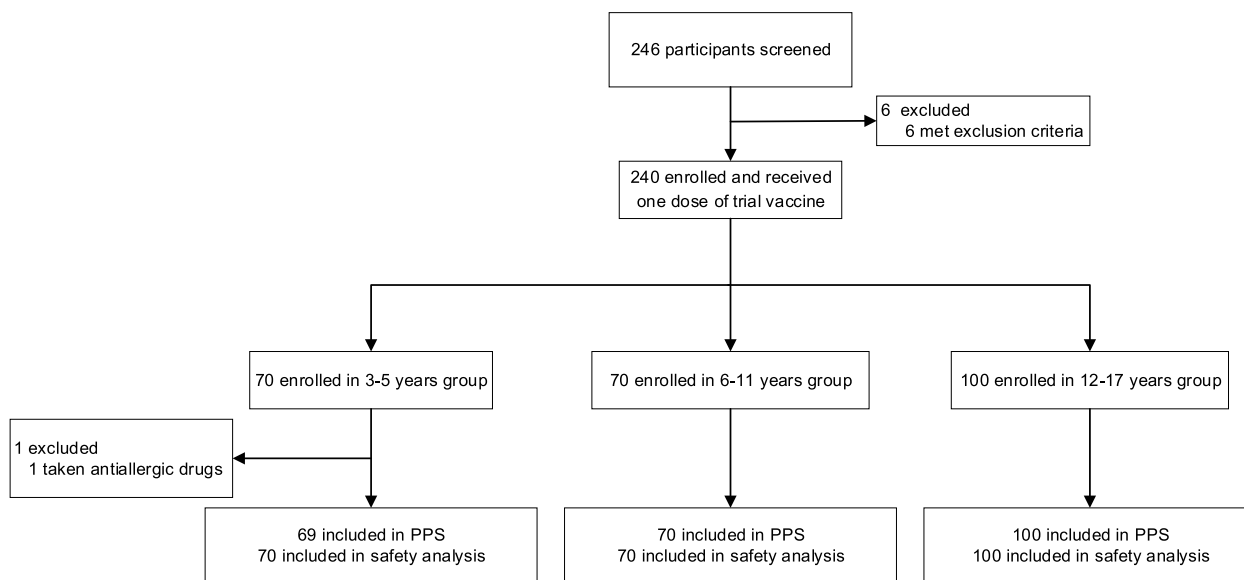 246 participants screened
6 excluded
6 met exclusion criteria
240 enrolled and received
one dose of trial vaccine
70 enrolled in 3-5 years group
70 enrolled in 6-11 years group
100 enrolled in 12-17 years group
1 excluded
1 taken antiallergic drugs
69 included in PPS
70 included in safety analysis
70 included in PPS
70 included in safety analysis
100 included in PPS
100 included in safety analysis